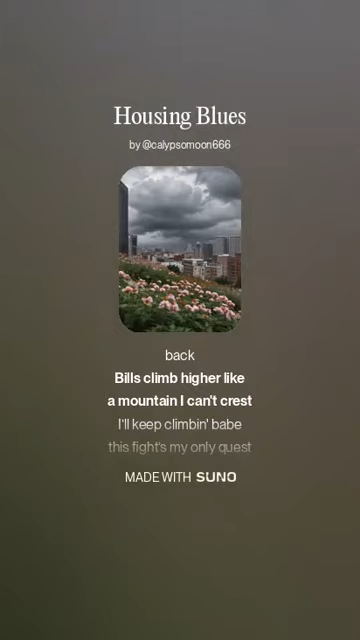 Housing Blues
by @calypsomoon666
back
Bills climb higher like
a mountain I can't crest
I'll keep climbin' babe
this fight's my only quest
MADE WITH SUNO